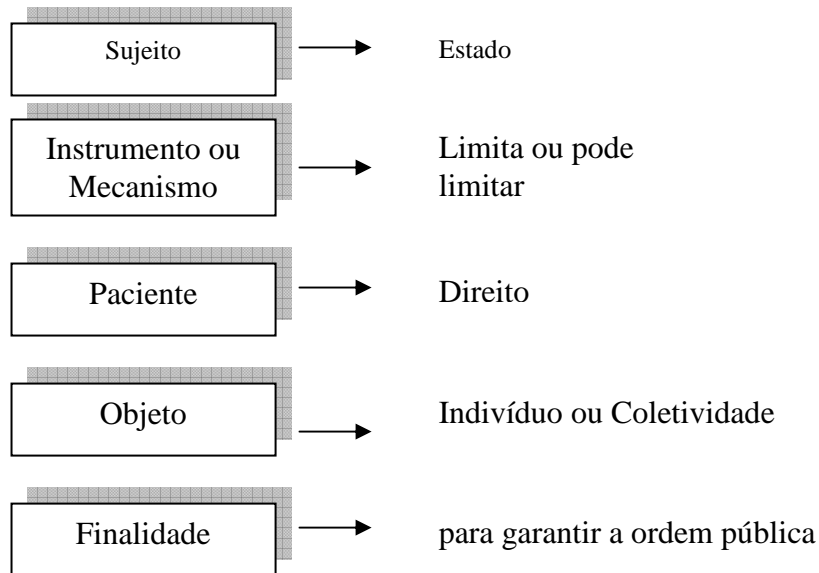 Sujeito
Estado
Instrumento ou
Mecanismo
Limita ou pode
limitar
Paciente
Direito
Objeto
Indivíduo ou Coletividade
Finalidade
para garantir a ordem pública